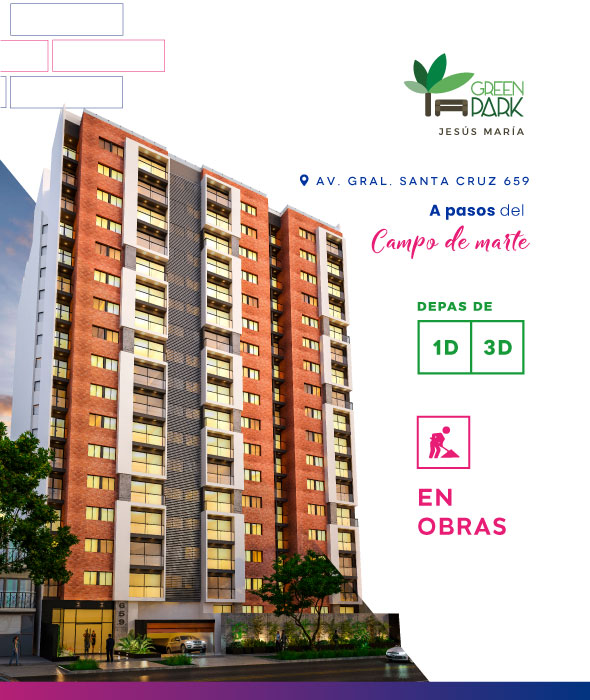 GREEN
PARK
JESÚS MARÍA
AV. GRAL. SANTA CRUZ 659
A pasos del
Campo de marte
DEPAS DE
1D 3D
EN
OBRAS
659